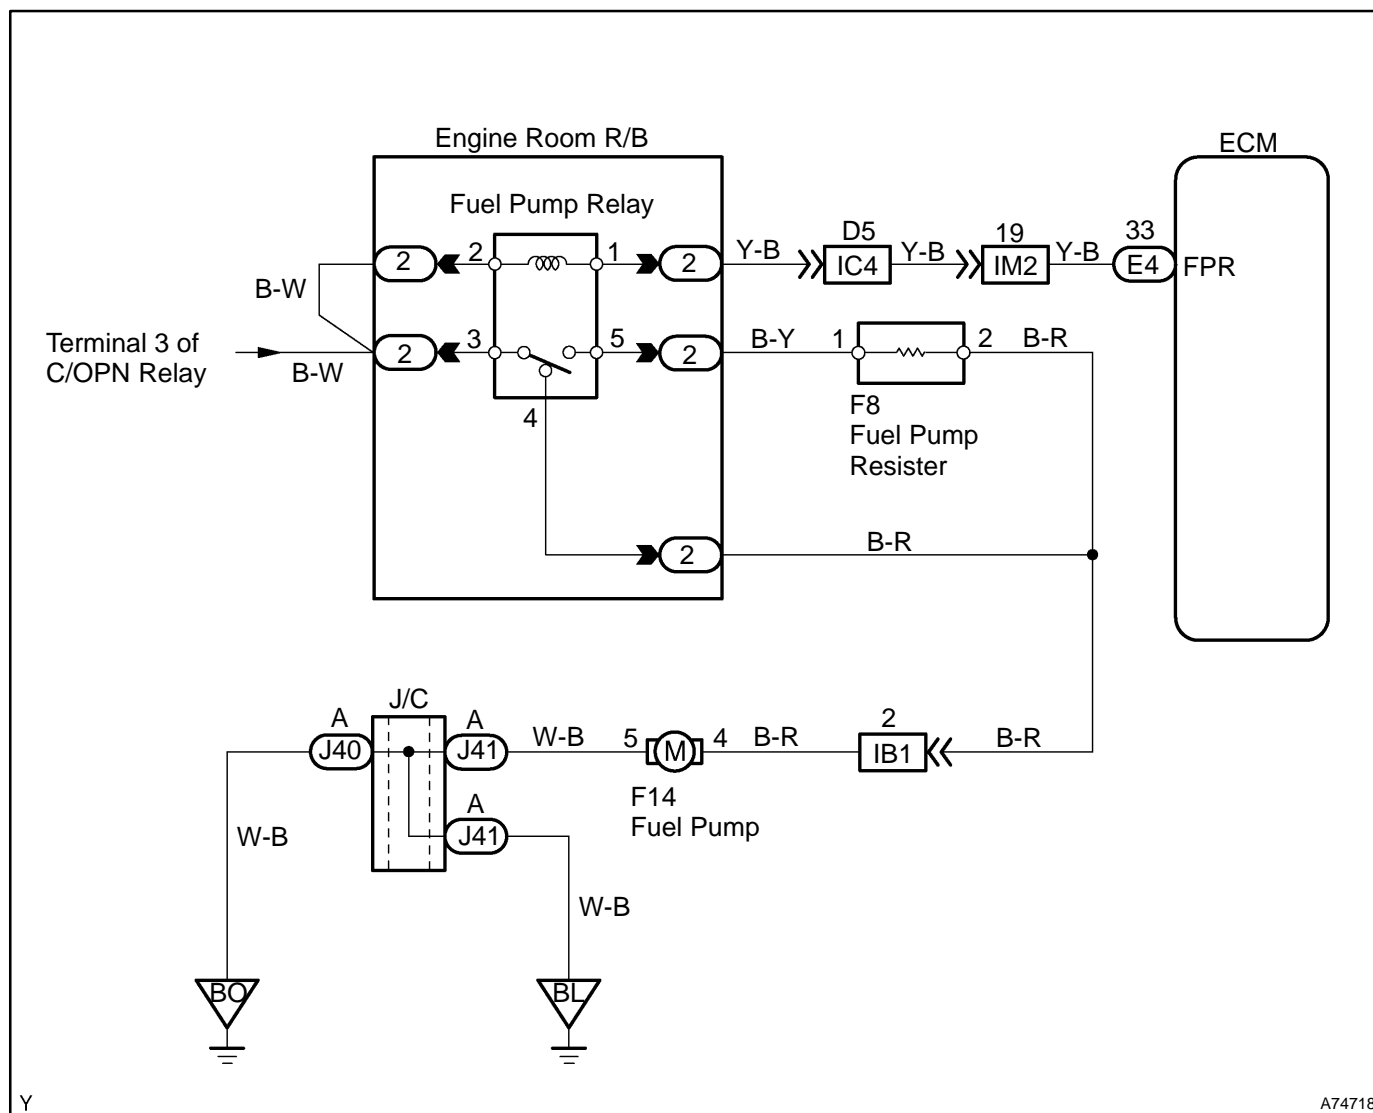 Engine Room R/B
ECM
Fuel Pump Relay
2 2 1 2 Y-B D5 IC4 Y-B 19 IM2 Y-B 33 E4 FPR
B-W
Terminal 3 of
C/OPN Relay
B-W
2 3 5 2 B-Y 1 2 B-R
4
F8
Fuel Pump
Resister
2 B-R
J/C
A J40 A J41 W-B 5 M 4 B-R 2 IB1 B-R
F14
Fuel Pump
A
J41
W-B
W-B
BO BL
Y
A74718